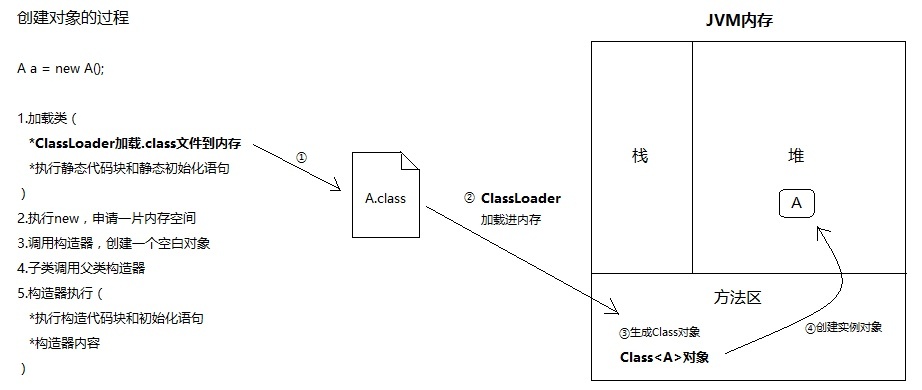 创建对象的过程
A a = new A();
1.加载类（
*ClassLoader加载.class文件到内存
*执行静态代码块和静态初始化语句
）
2.执行new，申请一片内存空间
3.调用构造器，创建一个空白对象
4.子类调用父类构造器
5.构造器执行（
*执行构造代码块和初始化语句
*构造器内容
）
①
A.class
② ClassLoader
加载进内存
JVM内存
栈
堆
A
方法区
③生成Class对象
Class<A>对象
④创建实例对象